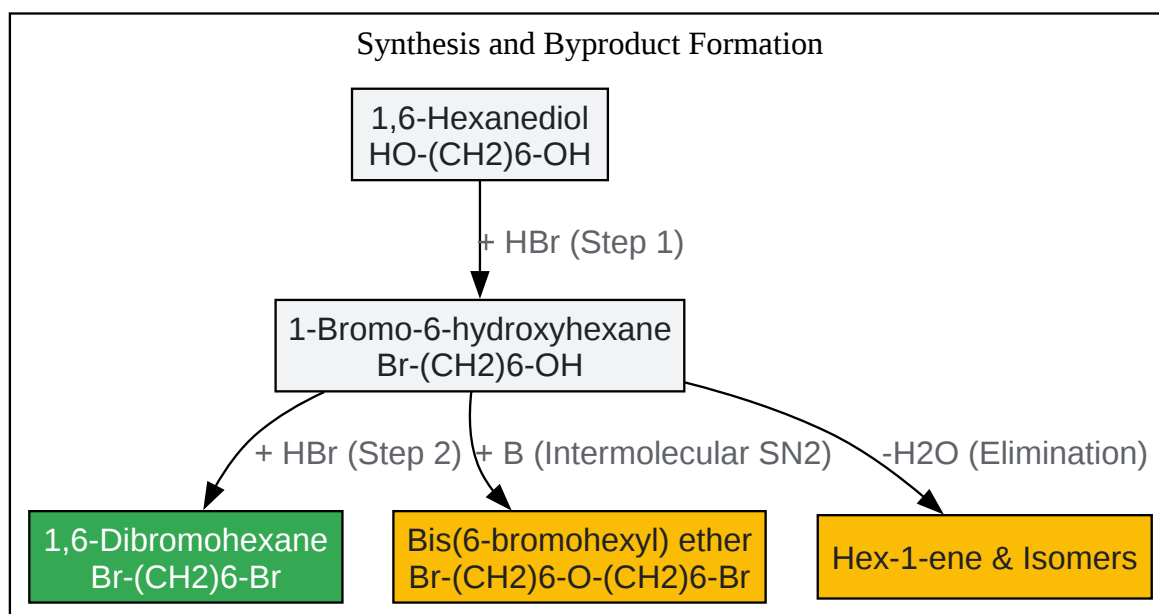 Synthesis and Byproduct Formation
1,6-Hexanediol
HO-(CH2)6-OH
+ HBr (Step 1)
1-Bromo-6-hydroxyhexane
Br-(CH2)6-OH
+ HBr (Step 2)
+ B (Intermolecular SN2)
-H2O (Elimination)
1,6-Dibromohexane
Br-(CH2)6-Br
Bis(6-bromohexyl) ether
Br-(CH2)6-O-(CH2)6-Br
Hex-1-ene & Isomers